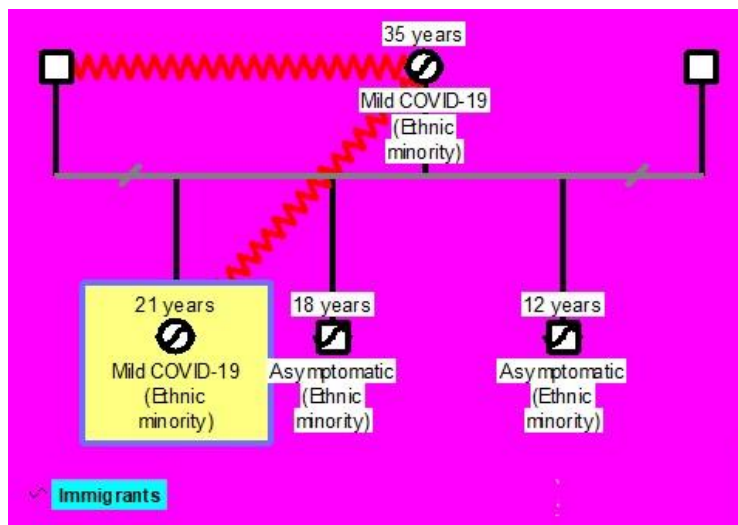 35 years
Mild COVID-19
(Ethnic
minority)
21 years
Mild COVID-19
(Ethnic
minority)
18 years
Asymptomatic
(Ethnic
minority)
12 years
Asymptomatic
(Ethnic
minority)
Immigrants